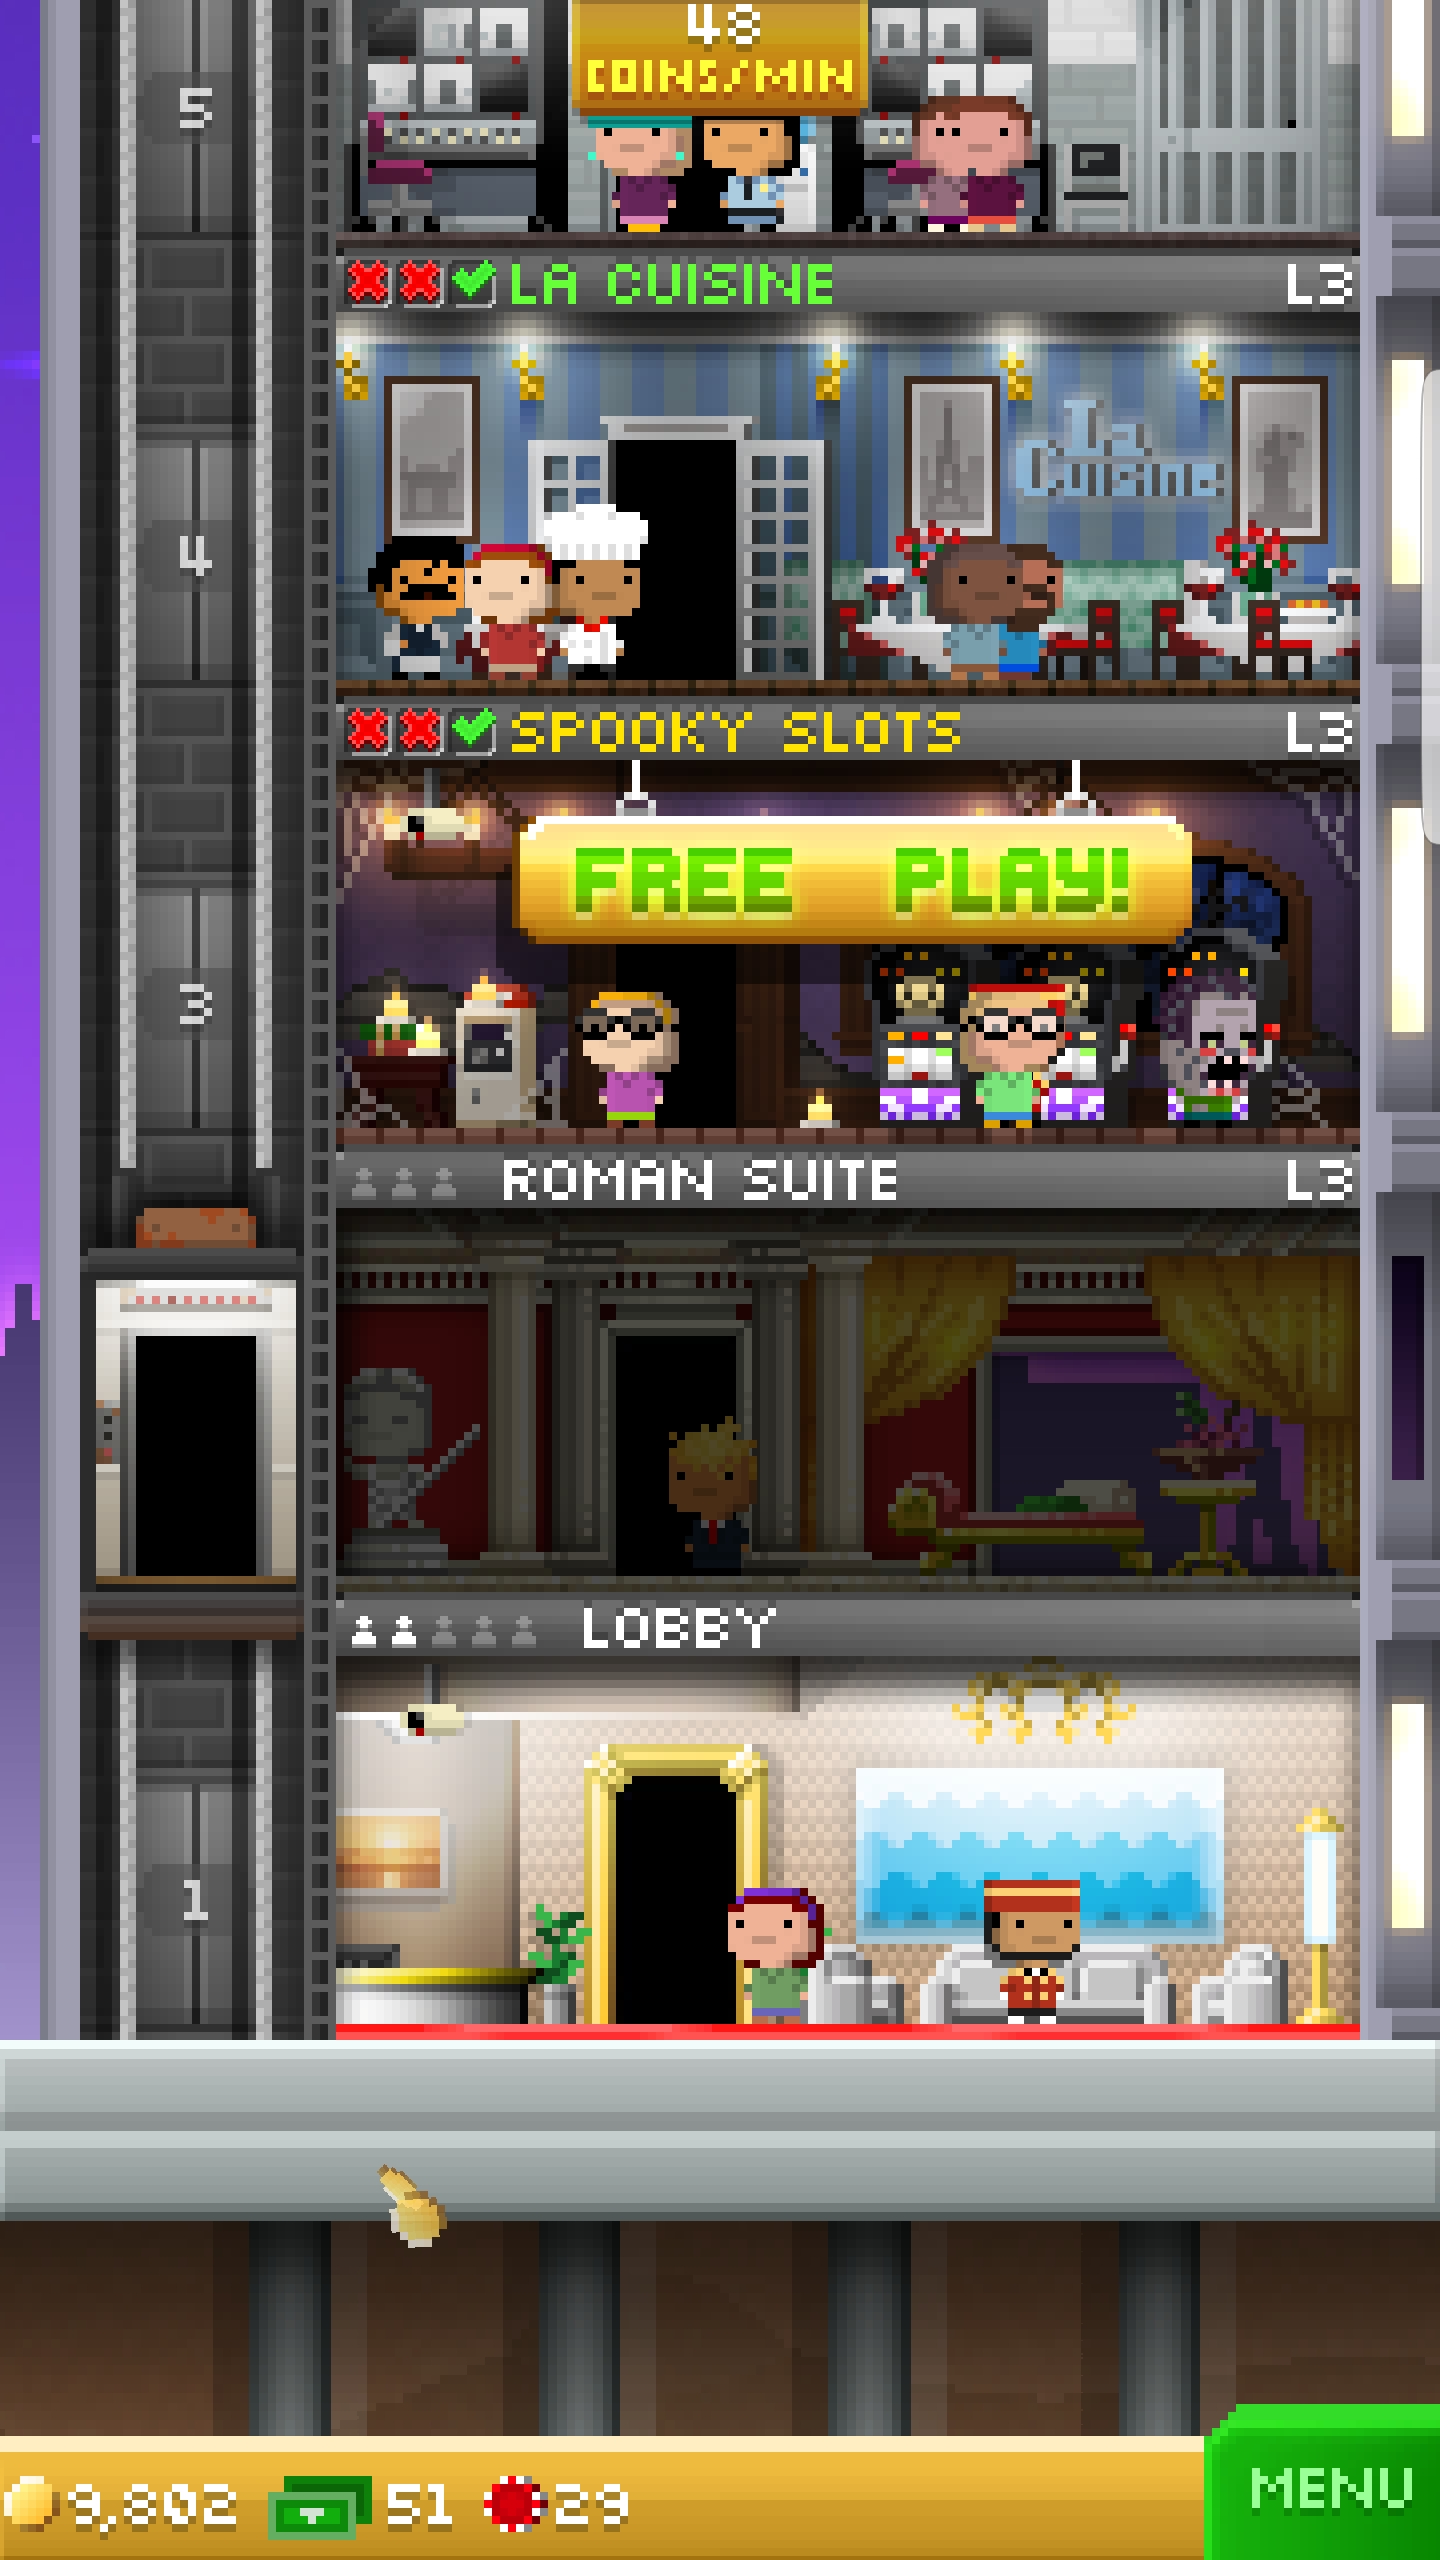 48
COINS/MIN
5
LA CUISINE L3
La
Cuisine
4
SPOOKY SLOTS L3
FREE PLAY!
3
ROMAN SUITE L3
LOBBY
1
9,802 51 29
MENU